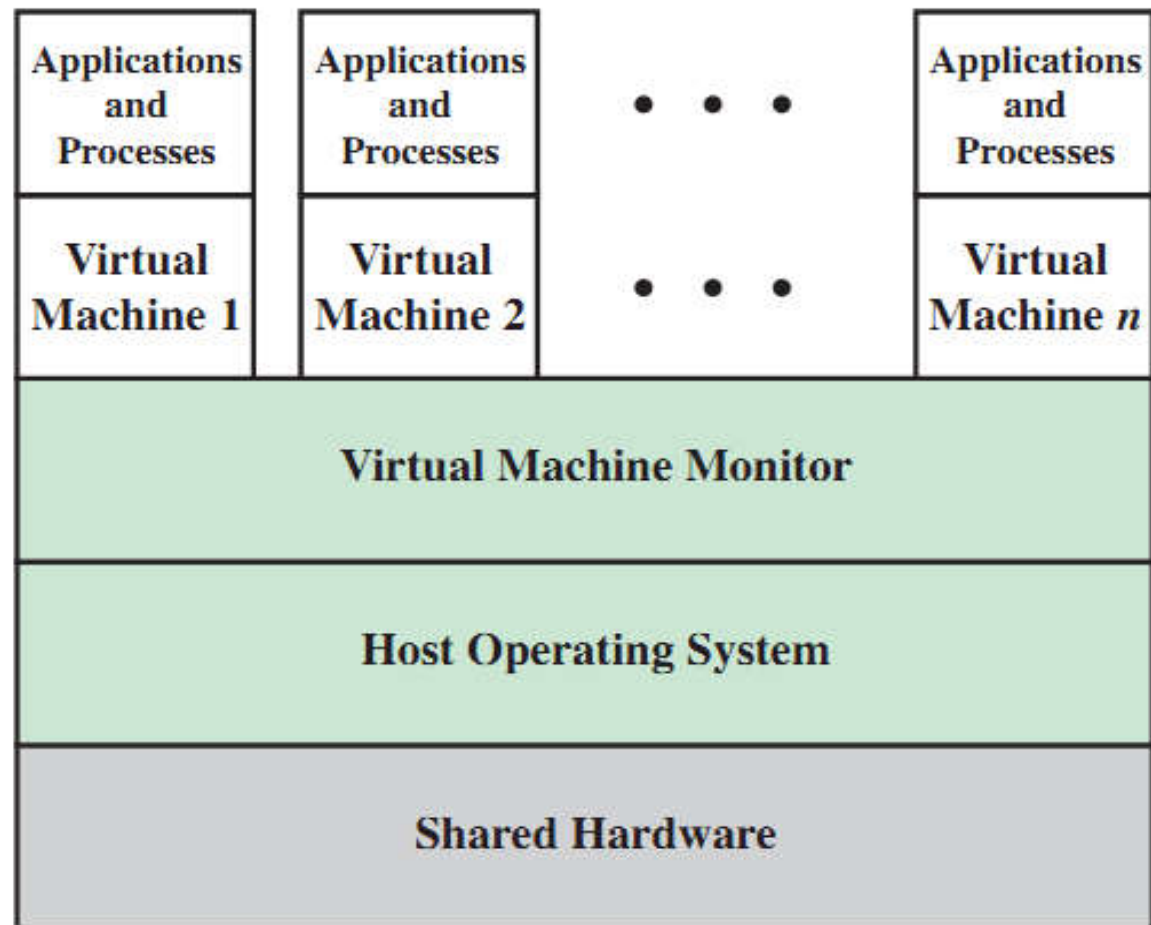 Applications
and
Processes
Applications
and
Processes
• • •
Applications
and
Processes
Virtual
Machine 1
Virtual
Machine 2
• • •
Virtual
Machine n
Virtual Machine Monitor
Host Operating System
Shared Hardware